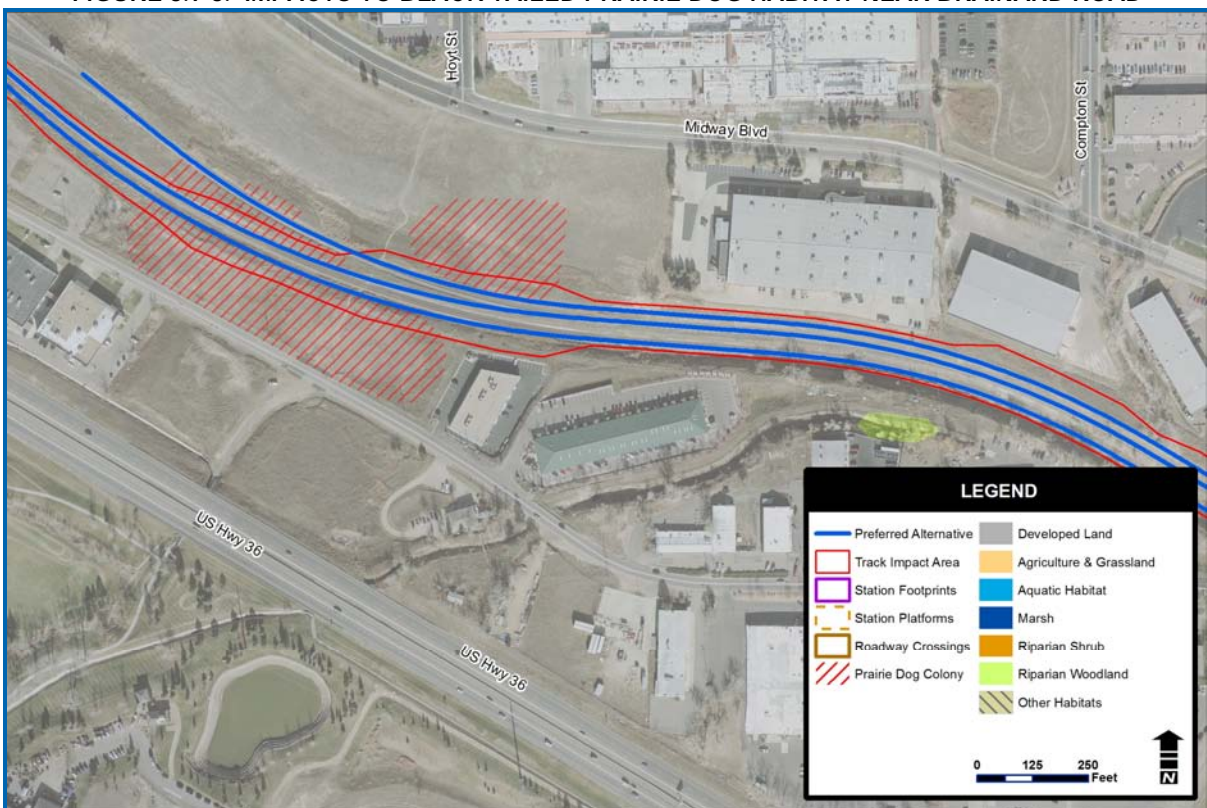 Hoyt St
Midway Blvd
Compton St
US Hwy 36
US Hwy 36
LEGEND
Preferred Alternative
Track Impact Area
Station Footprints
Station Platforms
Roadway Crossings
Prairie Dog Colony
Developed Land
Agriculture & Grassland
Aquatic Habitat
Marsh
Riparian Shrub
Riparian Woodland
Other Habitats
0 125 250
Feet
N